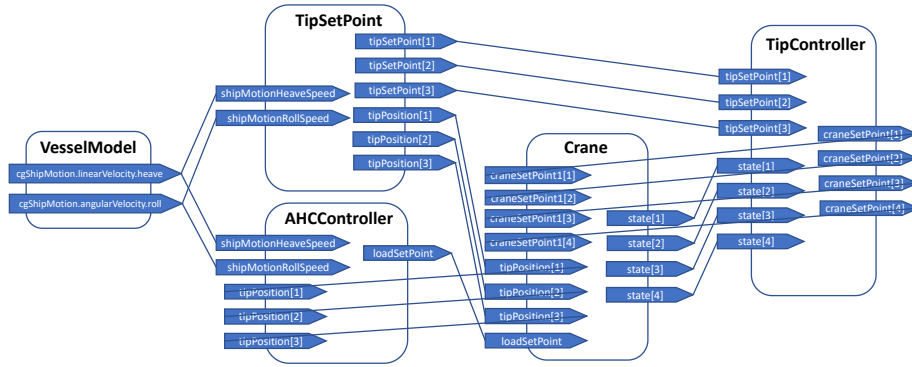 TipSetPoint
tipSetPoint[1]
tipSetPoint[2]
tipSetPoint[3]
shipMotionHeaveSpeed
shipMotionRollSpeed
tipPosition[1]
tipPosition[2]
tipPosition[3]
VesselModel
cgShipMotion.linearVelocity.heave
cgShipMotion.angularVelocity.roll
AHCController
shipMotionHeaveSpeed
shipMotionRollSpeed
loadSetPoint
tipPosition[1]
tipPosition[2]
tipPosition[3]
Crane
craneSetPoint1[1]
craneSetPoint1[2]
craneSetPoint1[3]
craneSetPoint1[4]
tipPosition[1]
tipPosition[2]
tipPosition[3]
loadSetPoint
state[1]
state[2]
state[3]
state[4]
TipController
tipSetPoint[1]
tipSetPoint[2]
tipSetPoint[3]
state[1]
state[2]
state[3]
state[4]
craneSetPoint[1]
craneSetPoint[2]
craneSetPoint[3]
craneSetPoint[4]